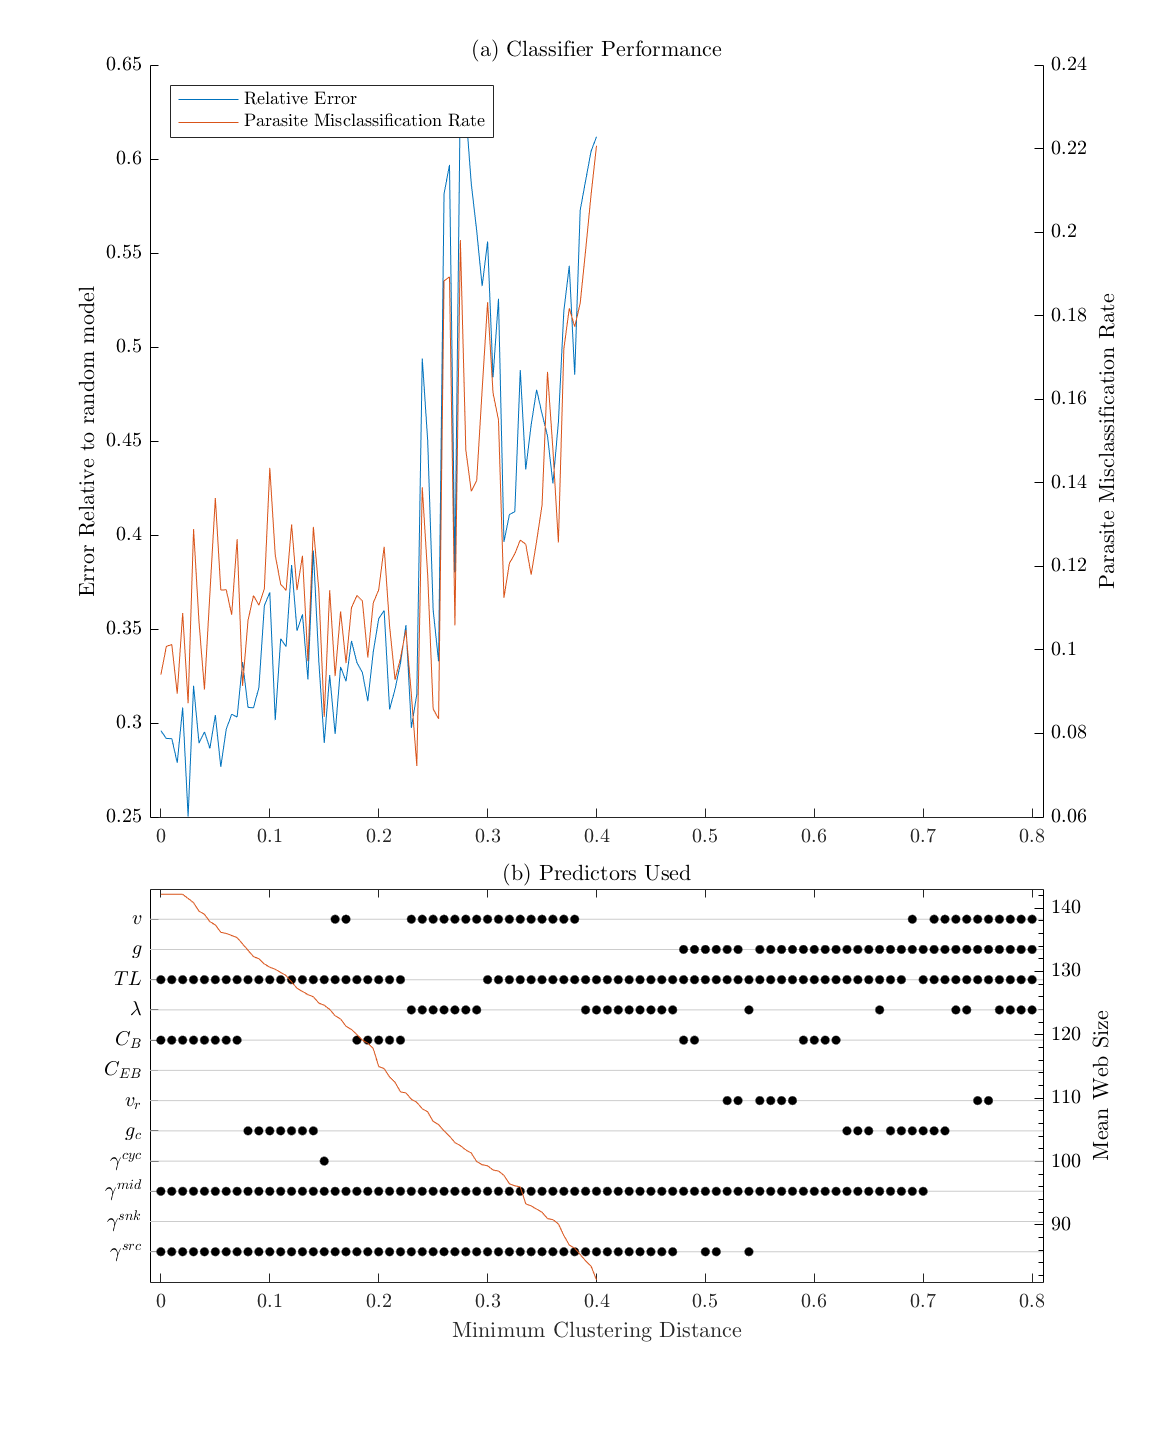 (a) Classifier Performance
Relative Error
Parasite Misclassification Rate
0.65
0.6
0.55
0.5
0.45
0.4
0.35
0.3
0.25
Error Relative to random model
0.24
0.22
0.2
0.18
0.16
0.14
0.12
0.1
0.08
0.06
Parasite Misclassification Rate
0 0.1 0.2 0.3 0.4 0.5 0.6 0.7 0.8
(b) Predictors Used
v
g
TL
λ
C_B
C_{EB}
v_r
g_c
γ^{cyc}
γ^{mid}
γ^{snk}
γ^{src}
140
130
120
110
100
90
Mean Web Size
0 0.1 0.2 0.3 0.4 0.5 0.6 0.7 0.8
Minimum Clustering Distance